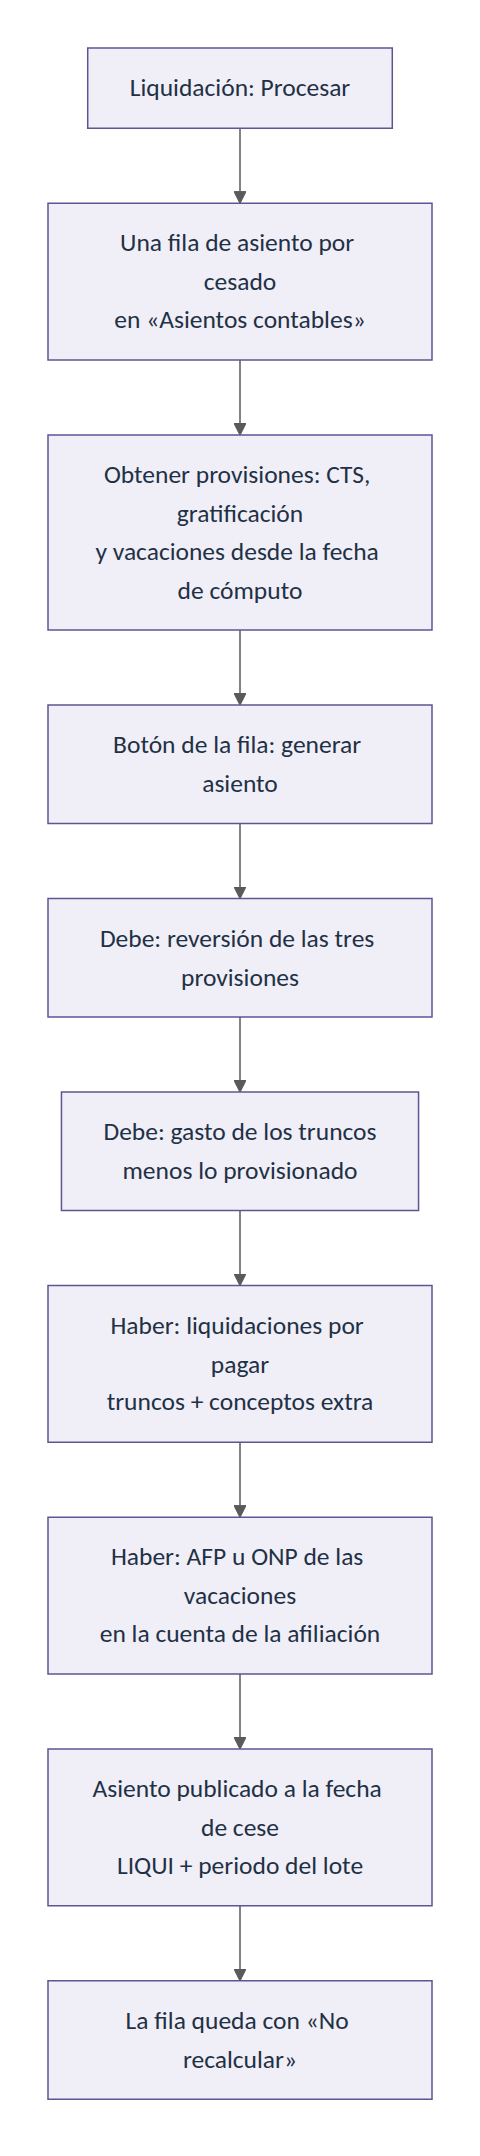 Liquidación: Procesar
Una fila de asiento por
cesado
en «Asientos contables»
Obtener provisiones: CTS,
gratificación
y vacaciones desde la fecha
de cómputo
Botón de la fila: generar
asiento
Debe: reversión de las tres
provisiones
Debe: gasto de los truncos
menos lo provisionado
Haber: liquidaciones por
pagar
truncos + conceptos extra
Haber: AFP u ONP de las
vacaciones
en la cuenta de la afiliación
Asiento publicado a la fecha
de cese
LIQUI + periodo del lote
La fila queda con «No
recalcular»